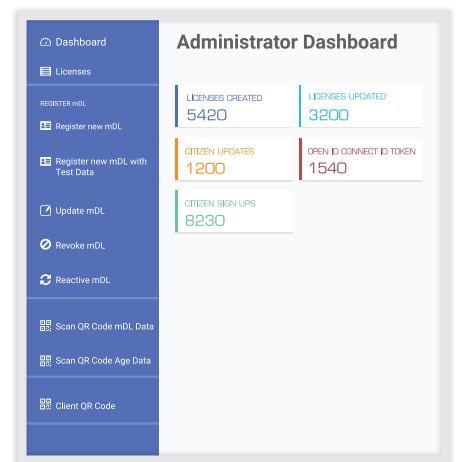 Dashboard
Licenses
REGISTER mDL
Register new mDL
Register new mDL with
Test Data
Update mDL
Revoke mDL
Reactive mDL
Scan QR Code mDL Data
Scan QR Code Age Data
Client QR Code
Administrator Dashboard
LICENSES CREATED
5420
LICENSES UPDATED
3200
CITIZEN UPDATES
1200
OPEN ID CONNECT ID TOKEN
1540
CITIZEN SIGN UPS
8230